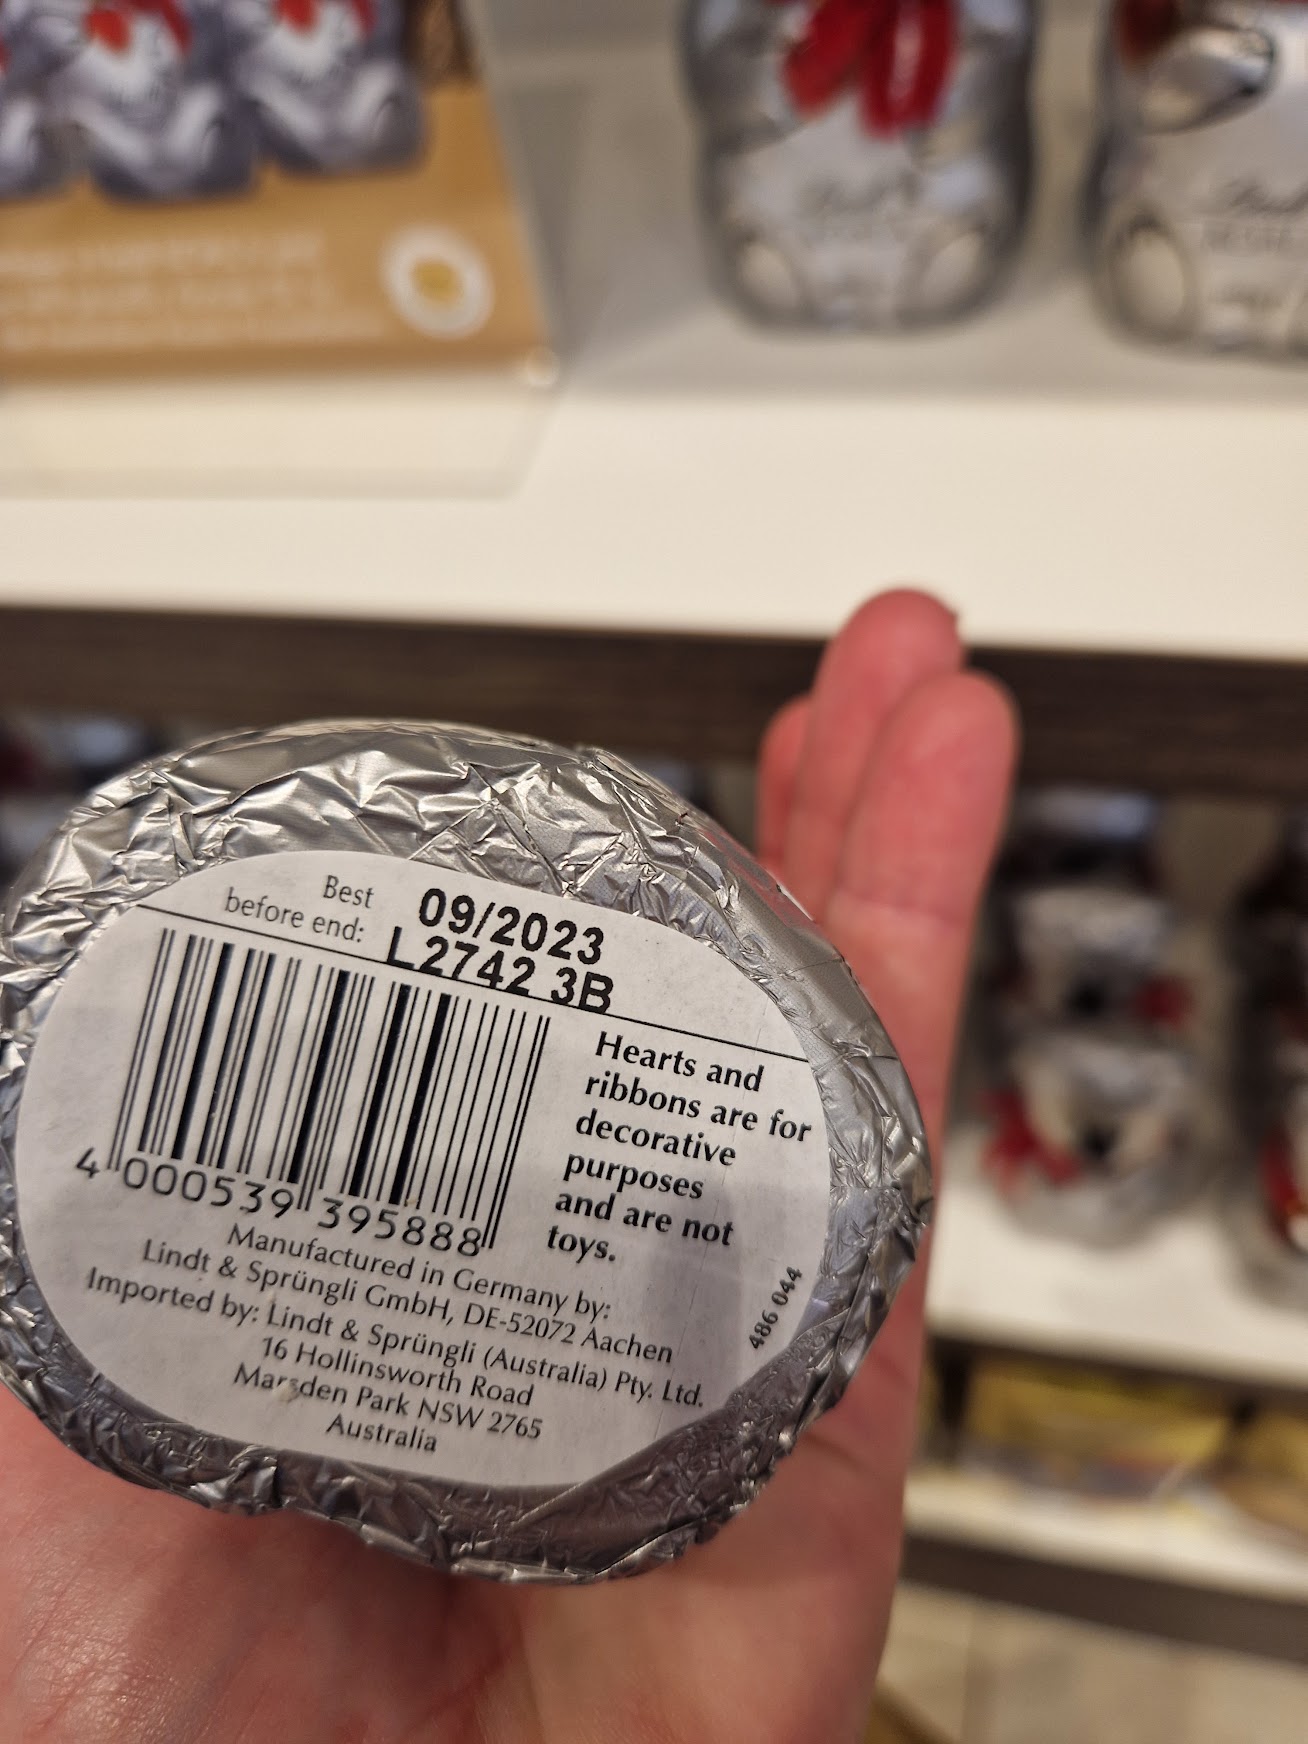 Best
before end:
09/2023
L2742 3B
Hearts and
ribbons are for
decorative
purposes
and are not
toys.
4 000539 395888
486 044
Manufactured in Germany by:
Lindt & Sprüngli GmbH, DE-52072 Aachen
Imported by: Lindt & Sprüngli (Australia) Pty. Ltd.
16 Hollinsworth Road
Marsden Park NSW 2765
Australia